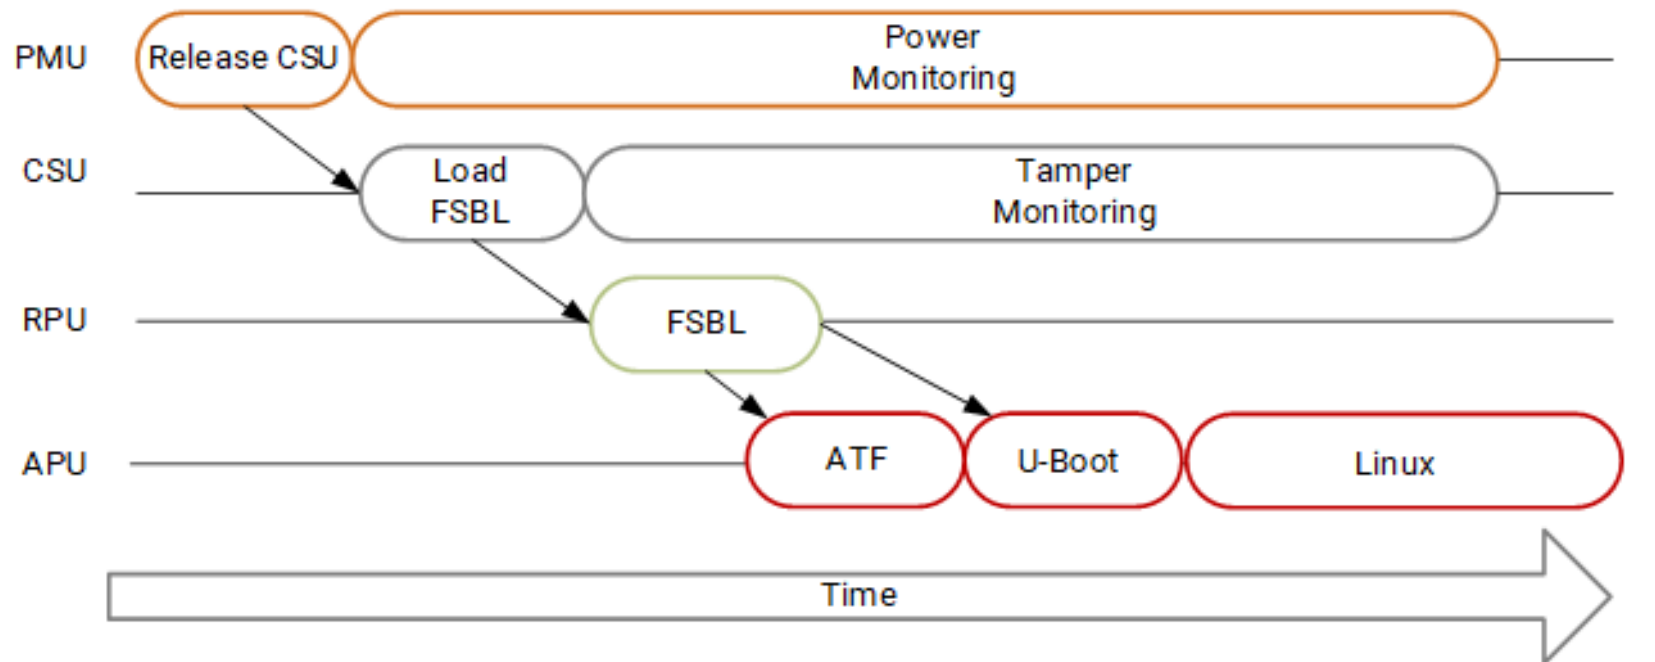 PMU
Release CSU
Power
Monitoring
CSU
Load
FSBL
Tamper
Monitoring
RPU
FSBL
APU
ATF
U-Boot
Linux
Time